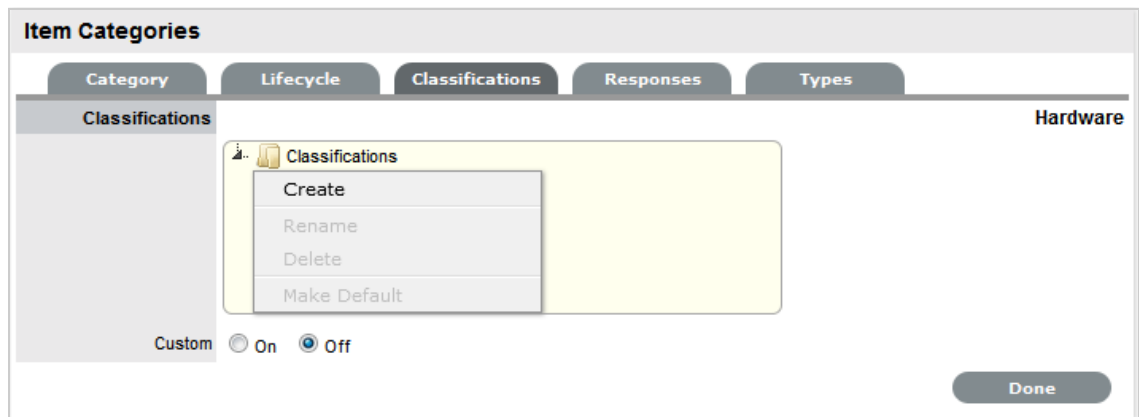 Item Categories
Category Lifecycle Classifications Responses Types
Classifications Hardware
Classifications
Create
Rename
Delete
Make Default
Custom On Off
Done